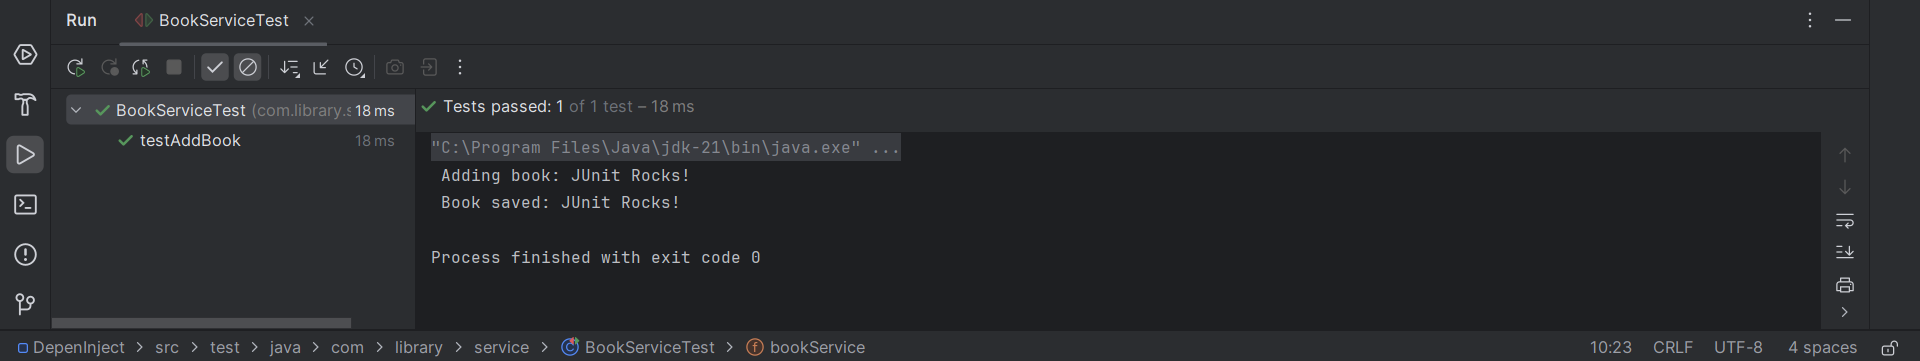 Run BookServiceTest
BookServiceTest (com.library.s 18 ms
testAddBook 18 ms
Tests passed: 1 of 1 test – 18 ms
"C:\Program Files\Java\jdk-21\bin\java.exe" ...
Adding book: JUnit Rocks!
Book saved: JUnit Rocks!
Process finished with exit code 0
DepenInject > src > test > java > com > library > service > BookServiceTest > bookService 10:23 CRLF UTF-8 4 spaces